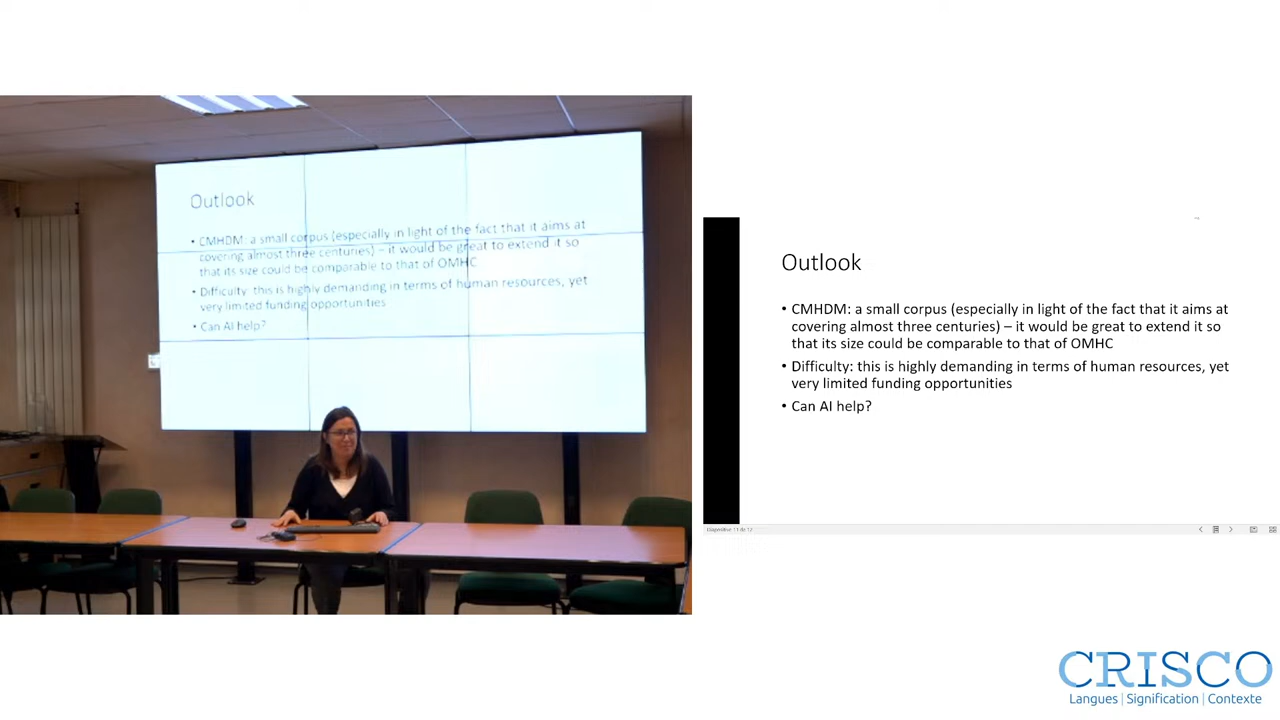 Outlook
• CMHDM: a small corpus (especially in light of the fact that it aims at
covering almost three centuries) – it would be great to extend it so
that its size could be comparable to that of OMHC
• Difficulty: this is highly demanding in terms of human resources, yet
very limited funding opportunities
• Can AI help?
Outlook
• CMHDM: a small corpus (especially in light of the fact that it aims at
covering almost three centuries) – it would be great to extend it so
that its size could be comparable to that of OMHC
• Difficulty: this is highly demanding in terms of human resources, yet
very limited funding opportunities
• Can AI help?
Diapositive 11 de 12
CRISCO
Langues | Signification | Contexte